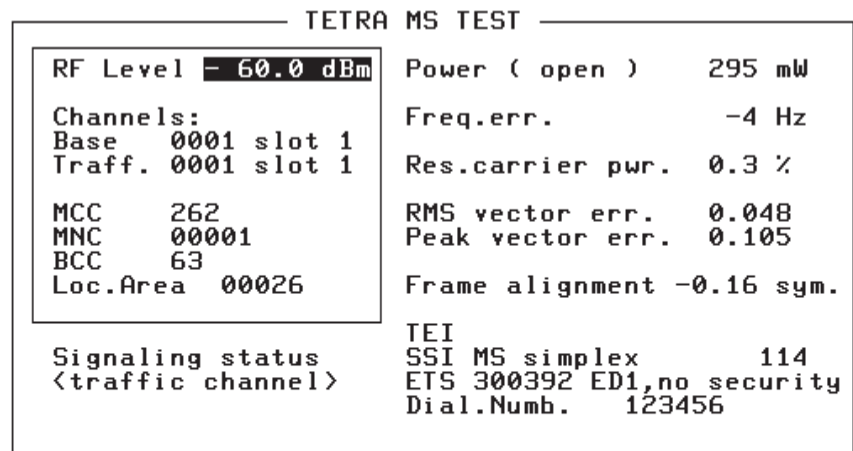 TETRA MS TEST
RF Level - 60.0 dBm
Channels:
Base 0001 slot 1
Traff. 0001 slot 1
MCC 262
MNC 00001
BCC 63
Loc.Area 00026
Signaling status
<traffic channel>
Power ( open ) 295 mW
Freq.err. -4 Hz
Res.carrier pwr. 0.3 %
RMS vector err. 0.048
Peak vector err. 0.105
Frame alignment -0.16 sym.
TEI
SSI MS simplex 114
ETS 300392 ED1,no security
Dial.Numb. 123456